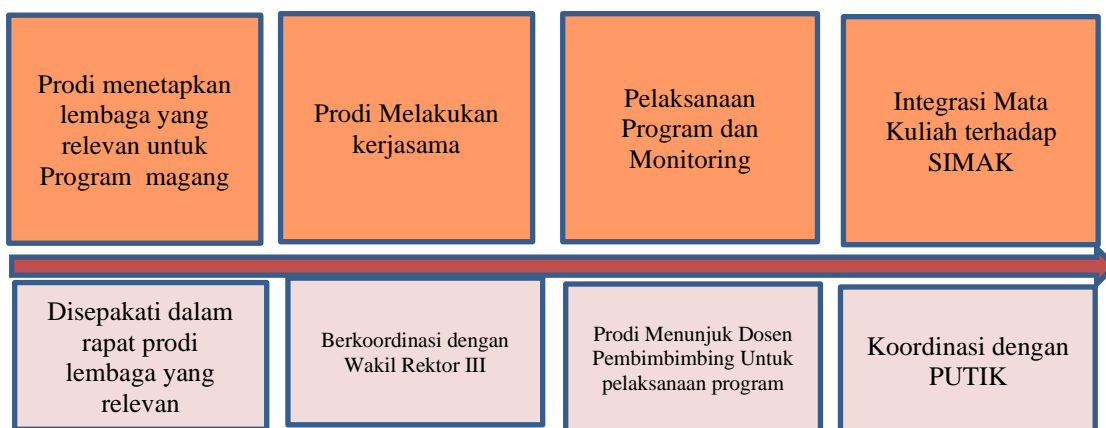 Prodi menetapkan
lembaga yang
relevan untuk
Program magang
Prodi Melakukan
kerjasama
Pelaksanaan
Program dan
Monitoring
Integrasi Mata
Kuliah terhadap
SIMAK
Disepakati dalam
rapat prodi
lembaga yang
relevan
Berkoordinasi dengan
Wakil Rektor III
Prodi Menunjuk Dosen
Pembimbimbing Untuk
pelaksanaan program
Koordinasi dengan
PUTIK